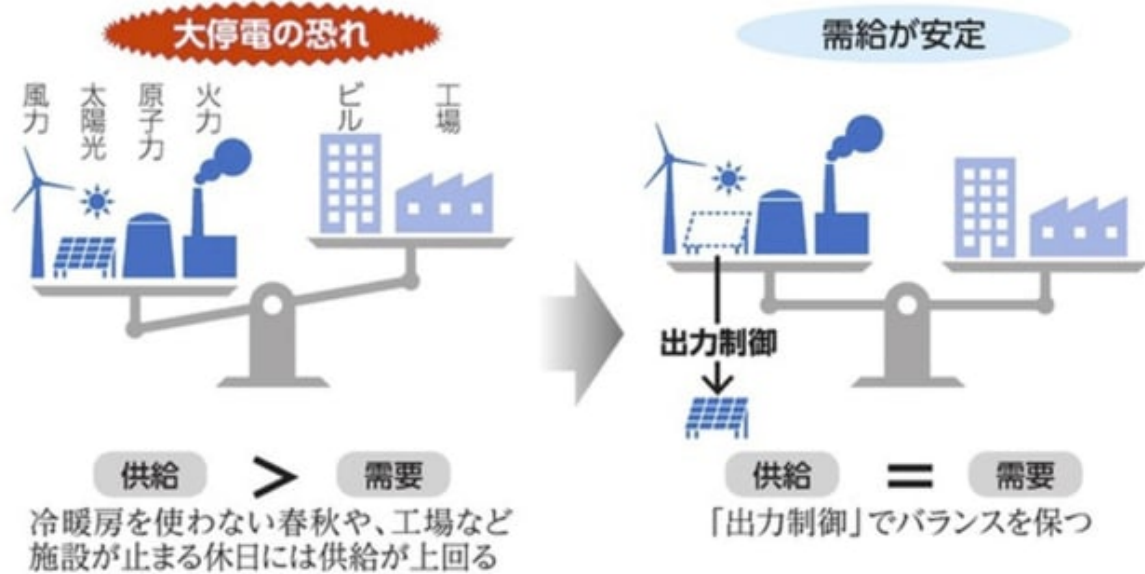 大停電の恐れ
風力
太陽光
原子力
火力
ビル
工場
供給 > 需要
冷暖房を使わない春秋や、工場など
施設が止まる休日には供給が上回る
需給が安定
出力制御
供給 = 需要
「出力制御」でバランスを保つ